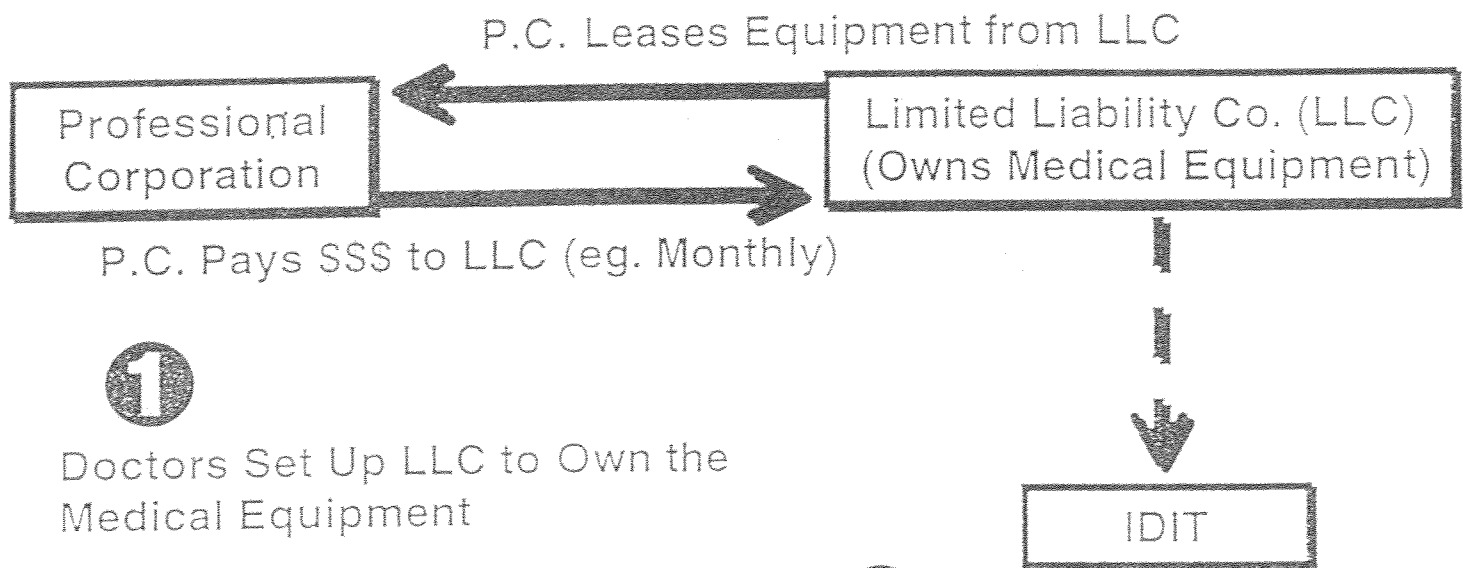 P.C. Leases Equipment from LLC
Professional
Corporation
Limited Liability Co. (LLC)
(Owns Medical Equipment)
P.C. Pays $$$ to LLC (eg. Monthly)
1
Doctors Set Up LLC to Own the
Medical Equipment
IDIT